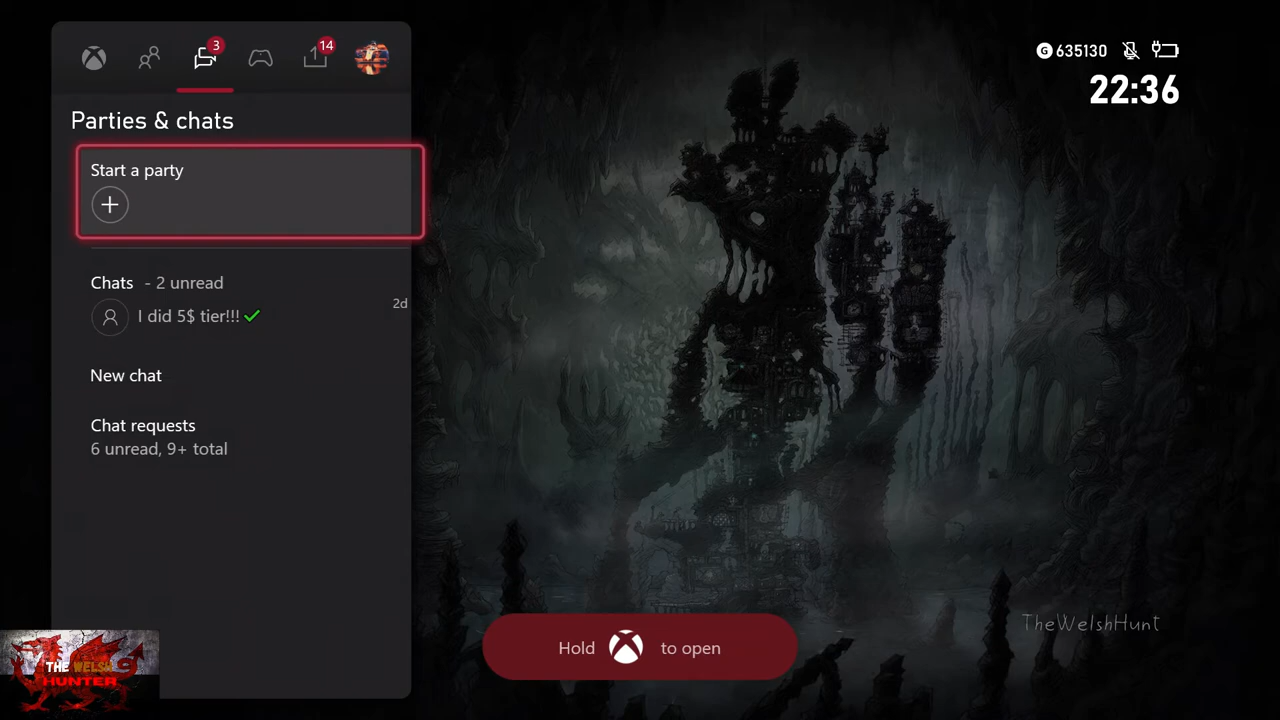 3
14
G 635130
22:36
Parties & chats
Start a party
Chats - 2 unread
I did 5$ tier!!!
2d
New chat
Chat requests
6 unread, 9+ total
Hold to open
TheWelshHunt
THE WELSH
HUNTER